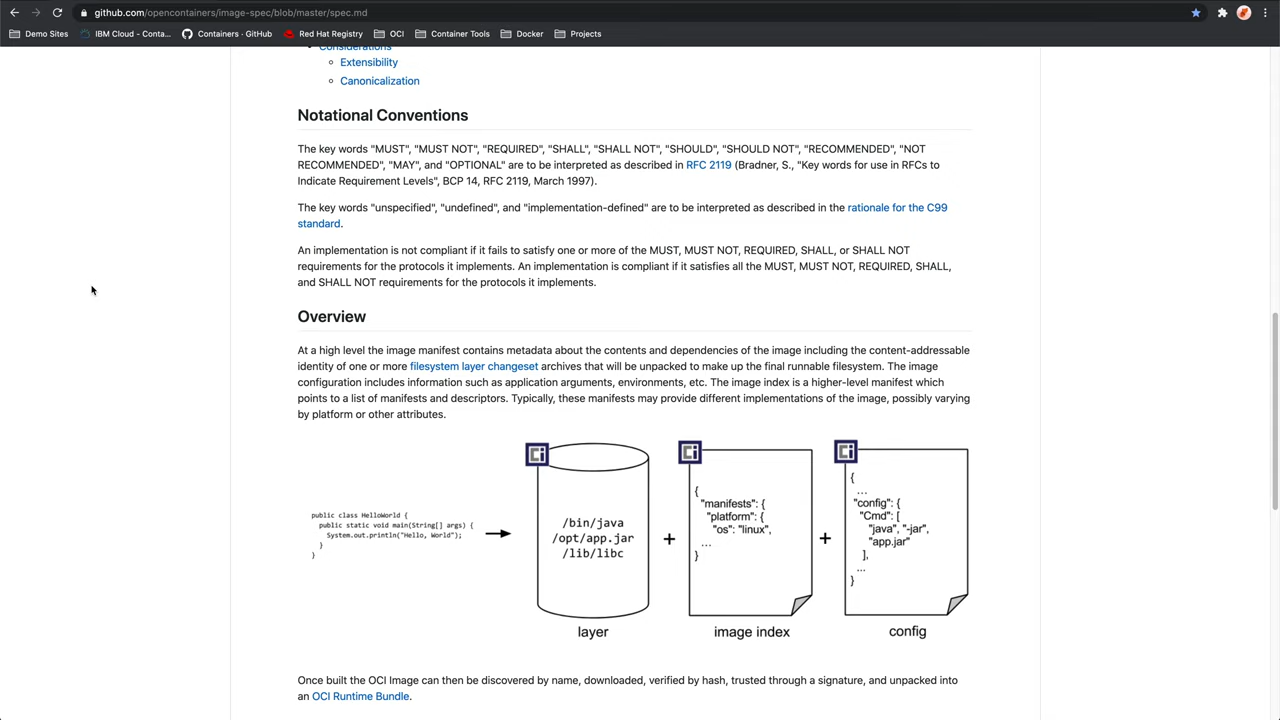 github.com/opencontainers/image-spec/blob/master/spec.md
Demo Sites IBM Cloud - Conta... Containers · GitHub Red Hat Registry OCI Container Tools Docker Projects
Considerations
Extensibility
Canonicalization
Notational Conventions
The key words "MUST", "MUST NOT", "REQUIRED", "SHALL", "SHALL NOT", "SHOULD", "SHOULD NOT", "RECOMMENDED", "NOT
RECOMMENDED", "MAY", and "OPTIONAL" are to be interpreted as described in RFC 2119 (Bradner, S., "Key words for use in RFCs to
Indicate Requirement Levels", BCP 14, RFC 2119, March 1997).
The key words "unspecified", "undefined", and "implementation-defined" are to be interpreted as described in the rationale for the C99
standard.
An implementation is not compliant if it fails to satisfy one or more of the MUST, MUST NOT, REQUIRED, SHALL, or SHALL NOT
requirements for the protocols it implements. An implementation is compliant if it satisfies all the MUST, MUST NOT, REQUIRED, SHALL,
and SHALL NOT requirements for the protocols it implements.
Overview
At a high level the image manifest contains metadata about the contents and dependencies of the image including the content-addressable
identity of one or more filesystem layer changeset archives that will be unpacked to make up the final runnable filesystem. The image
configuration includes information such as application arguments, environments, etc. The image index is a higher-level manifest which
points to a list of manifests and descriptors. Typically, these manifests may provide different implementations of the image, possibly varying
by platform or other attributes.
public class HelloWorld {
public static void main(String[] args) {
System.out.println("Hello, World");
}
}
/bin/java
/opt/app.jar
/lib/libc
layer
+
{
"manifests": {
"platform": {
"os": "linux",
...
}
image index
+
{
...
"config": {
"Cmd": [
"java", "-jar",
"app.jar"
],
...
}
config
Once built the OCI Image can then be discovered by name, downloaded, verified by hash, trusted through a signature, and unpacked into
an OCI Runtime Bundle.